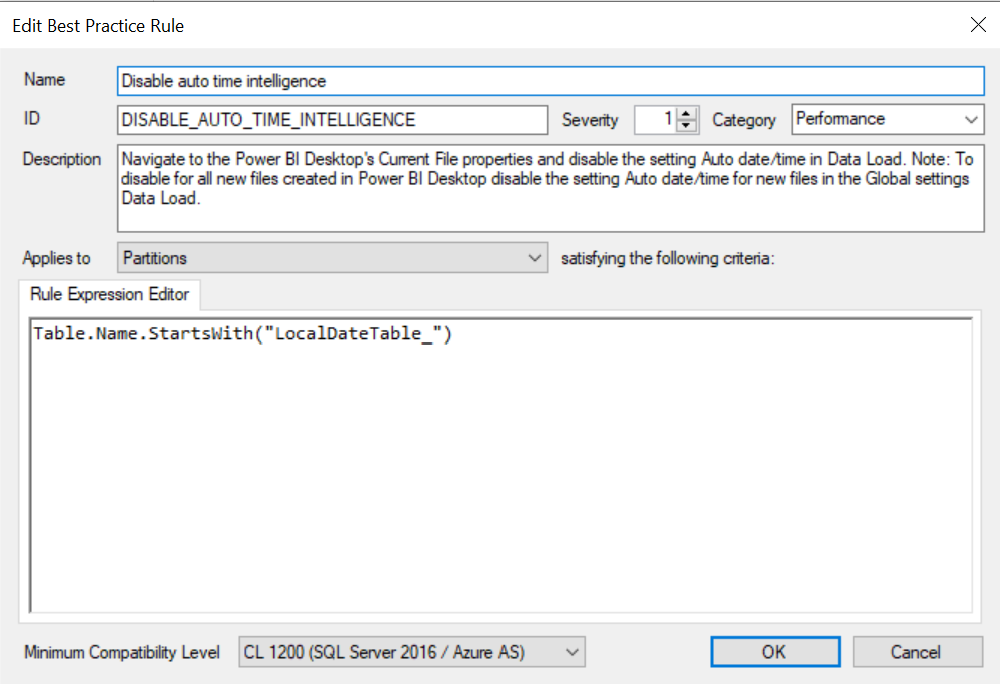 Edit Best Practice Rule
Name Disable auto time intelligence
ID DISABLE_AUTO_TIME_INTELLIGENCE Severity 1 Category Performance
Description Navigate to the Power BI Desktop's Current File properties and disable the setting Auto date/time in Data Load. Note: To
disable for all new files created in Power BI Desktop disable the setting Auto date/time for new files in the Global settings
Data Load.
Applies to Partitions satisfying the following criteria:
Rule Expression Editor
Table.Name.StartsWith("LocalDateTable_")
Minimum Compatibility Level CL 1200 (SQL Server 2016 / Azure AS) OK Cancel